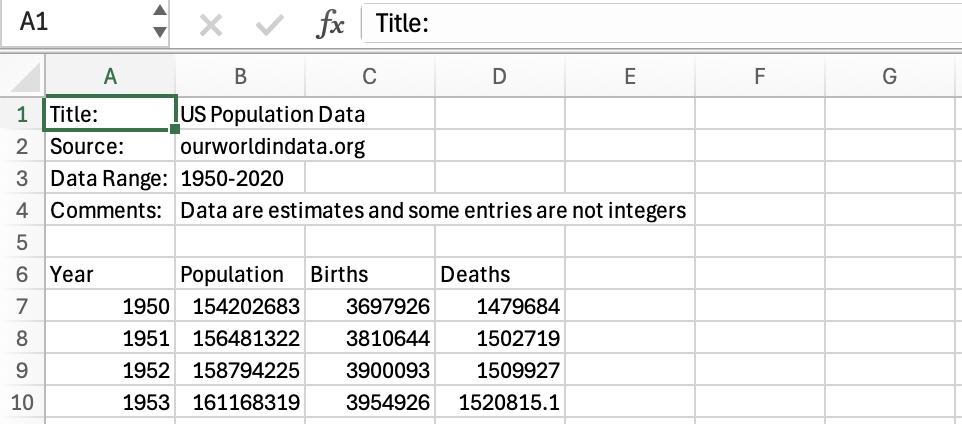 A1 fx Title:
A B C D E F G
1 Title: US Population Data
2 Source: ourworldindata.org
3 Data Range: 1950-2020
4 Comments: Data are estimates and some entries are not integers
5
6 Year Population Births Deaths
7 1950 154202683 3697926 1479684
8 1951 156481322 3810644 1502719
9 1952 158794225 3900093 1509927
10 1953 161168319 3954926 1520815.1